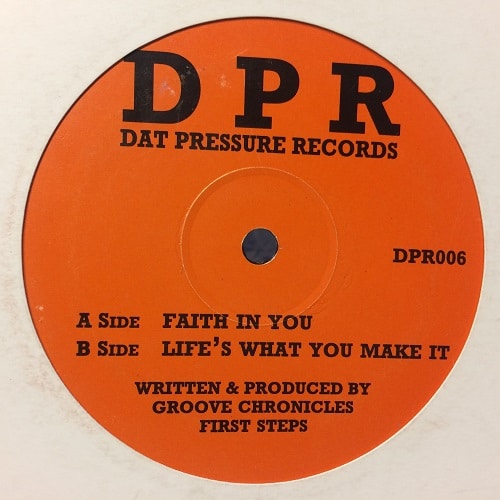 D P R
DAT PRESSURE RECORDS
DPR006
A SIDE FAITH IN YOU
B SIDE LIFE'S WHAT YOU MAKE IT
WRITTEN & PRODUCED BY
GROOVE CHRONICLES
FIRST STEPS